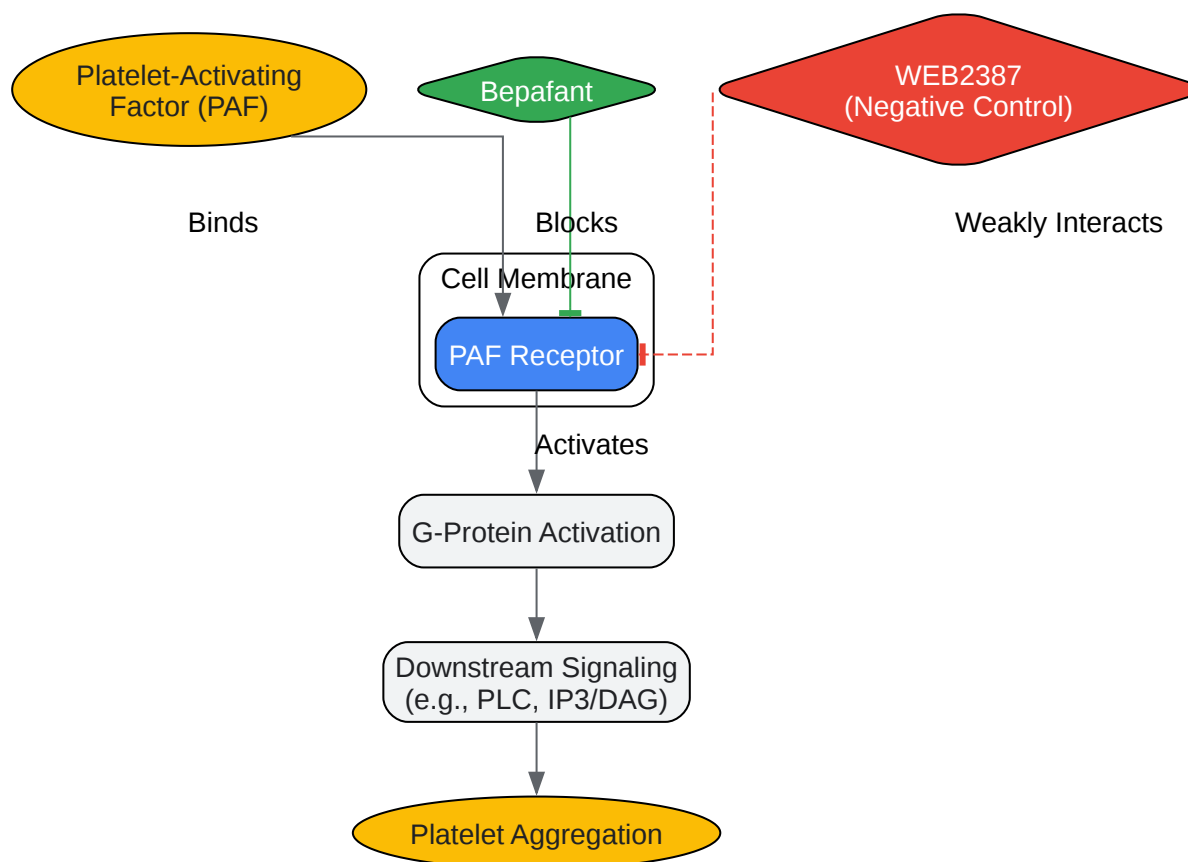 Platelet-Activating
Factor (PAF)
Bepafant
WEB2387
(Negative Control)
Binds
Blocks
Weakly Interacts
Cell Membrane
PAF Receptor
Activates
G-Protein Activation
Downstream Signaling
(e.g., PLC, IP3/DAG)
Platelet Aggregation